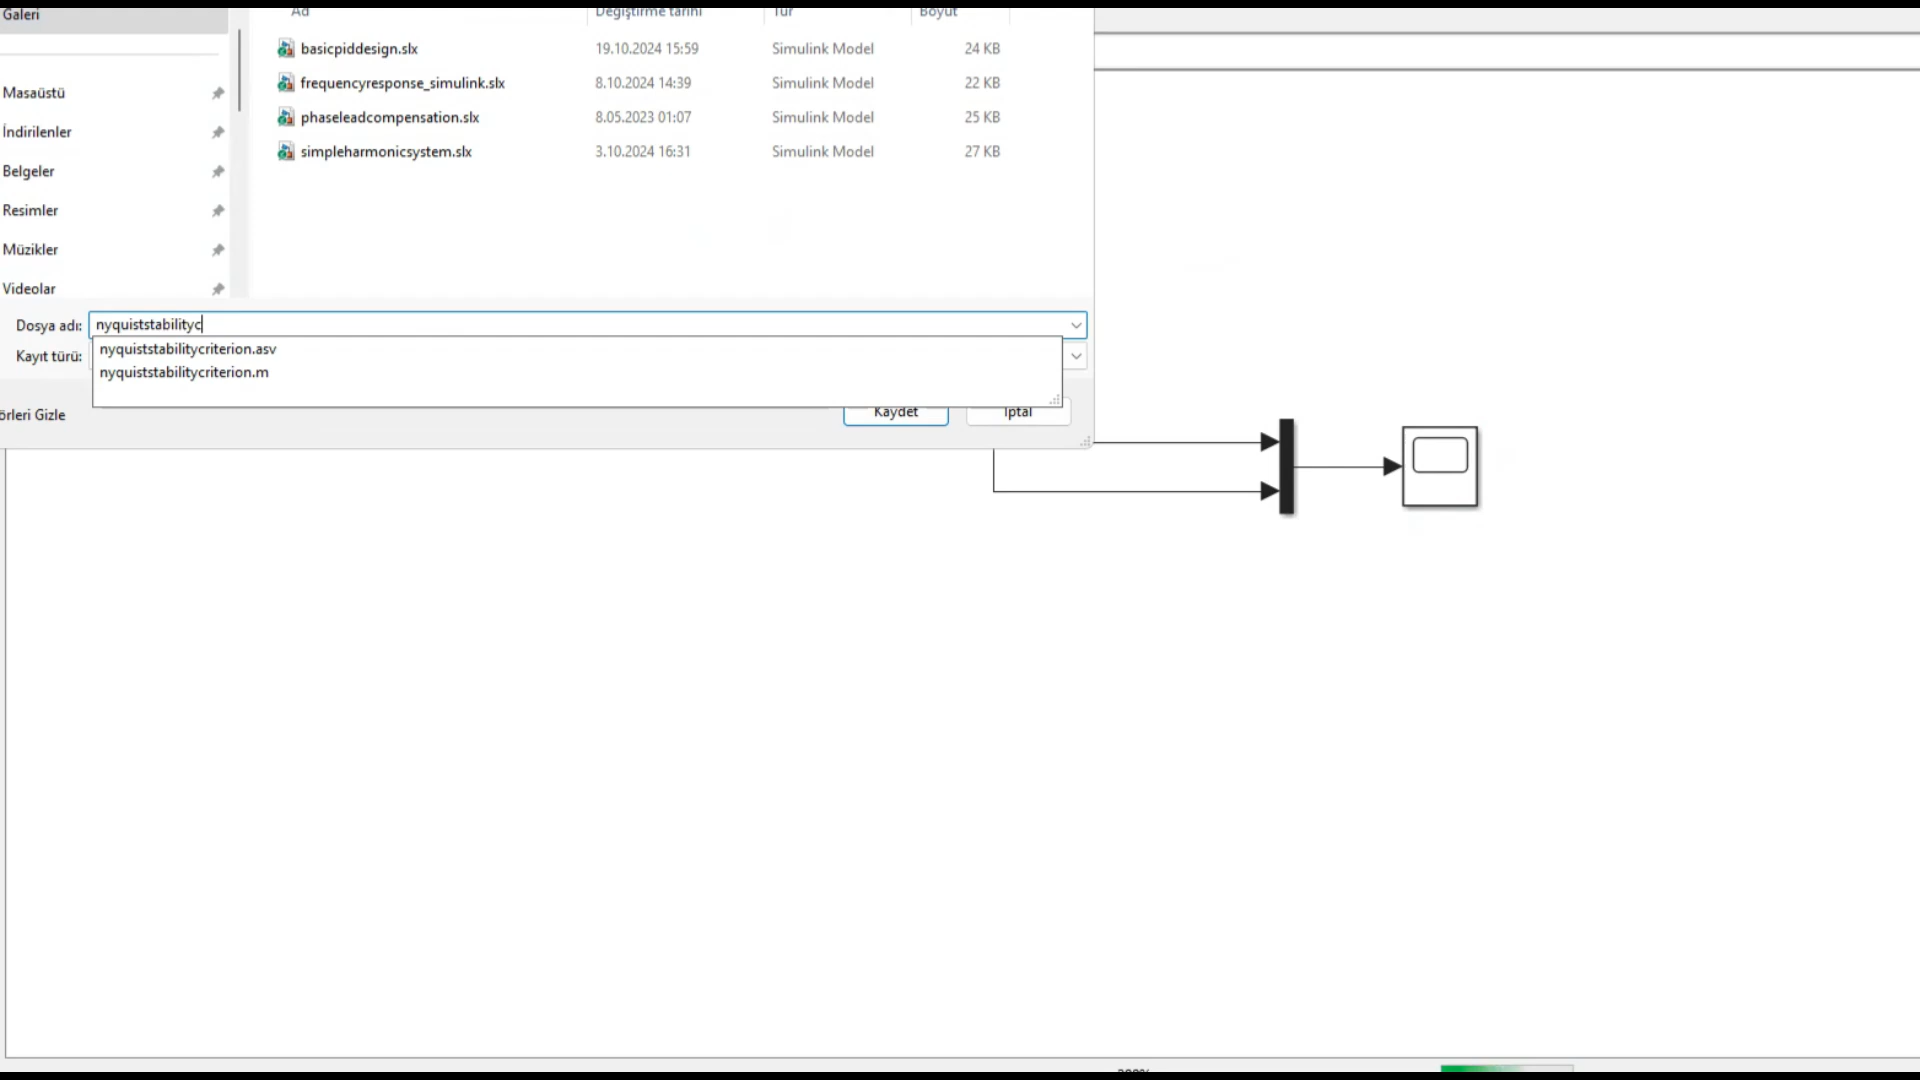 Galeri
Ad Değiştirme tarihi Tür Boyut
basicpiddesign.slx 19.10.2024 15:59 Simulink Model 24 KB
frequencyresponse_simulink.slx 8.10.2024 14:39 Simulink Model 22 KB
phaseleadcompensation.slx 8.05.2023 01:07 Simulink Model 25 KB
simpleharmonicsystem.slx 3.10.2024 16:31 Simulink Model 27 KB
Masaüstü
İndirilenler
Belgeler
Resimler
Müzikler
Videolar
Dosya adı: nyquiststabilityc
Kayıt türü:
nyquiststabilitycriterion.asv
nyquiststabilitycriterion.m
örleri Gizle
Kaydet İptal